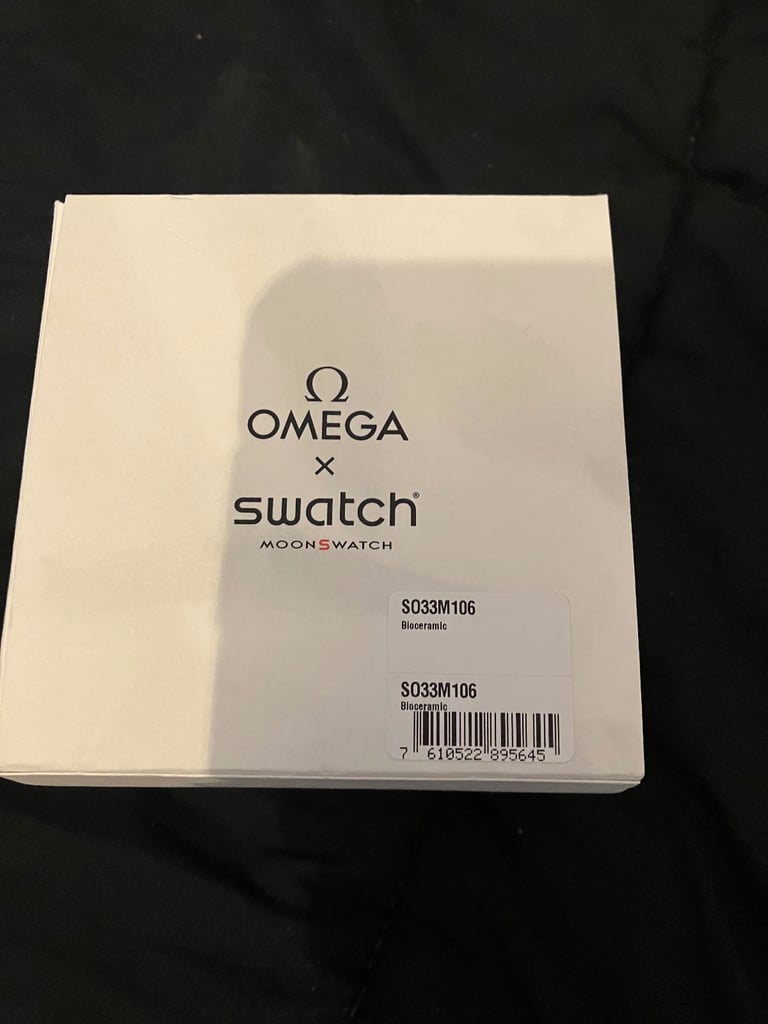 Ω
OMEGA
×
swatch®
MOONSWATCH
SO33M106
Bioceramic
SO33M106
Bioceramic
7 610522 895645